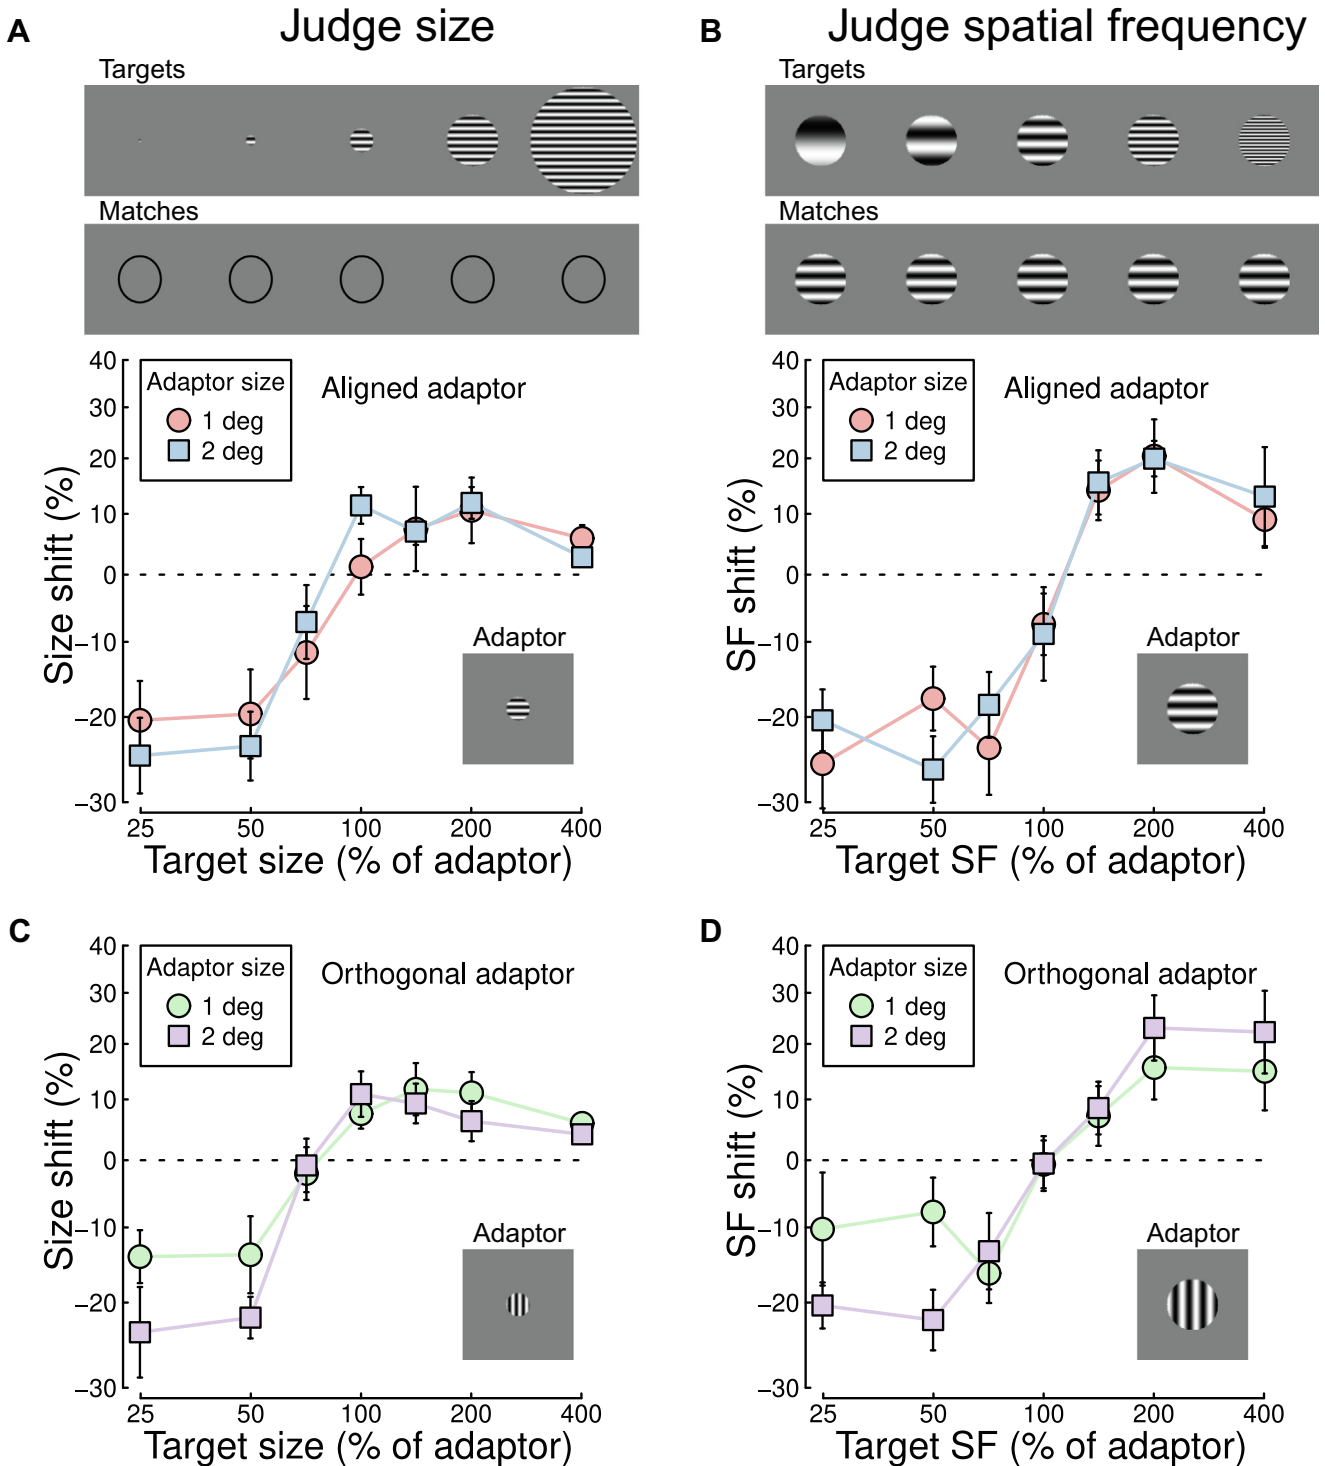 A
Judge size
Targets
Matches
40
30
20
10
0
−10
−20
−30
Size shift (%)
Adaptor size
1 deg
2 deg
Aligned adaptor
Adaptor
25 50 100 200 400
Target size (% of adaptor)
B
Judge spatial frequency
Targets
Matches
40
30
20
10
0
−10
−20
−30
SF shift (%)
Adaptor size
1 deg
2 deg
Aligned adaptor
Adaptor
25 50 100 200 400
Target SF (% of adaptor)
C
40
30
20
10
0
−10
−20
−30
Size shift (%)
Adaptor size
1 deg
2 deg
Orthogonal adaptor
Adaptor
25 50 100 200 400
Target size (% of adaptor)
D
40
30
20
10
0
−10
−20
−30
SF shift (%)
Adaptor size
1 deg
2 deg
Orthogonal adaptor
Adaptor
25 50 100 200 400
Target SF (% of adaptor)